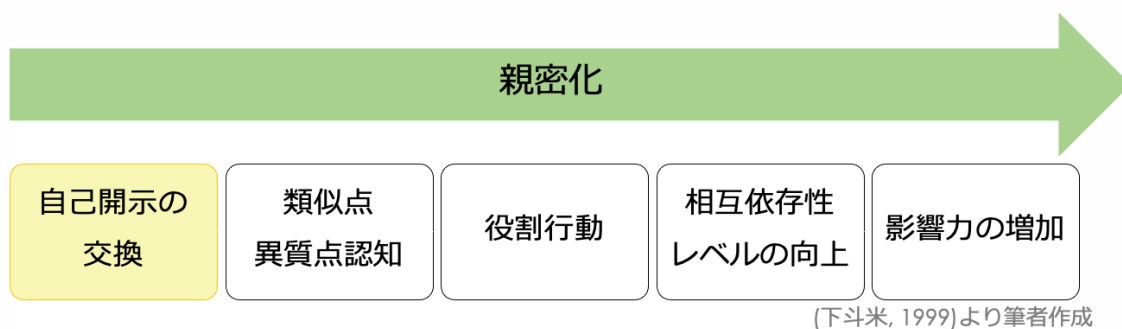 親密化
自己開示の
交換
類似点
異質点認知
役割行動
相互依存性
レベルの向上
影響力の増加
(下斗米, 1999)より筆者作成